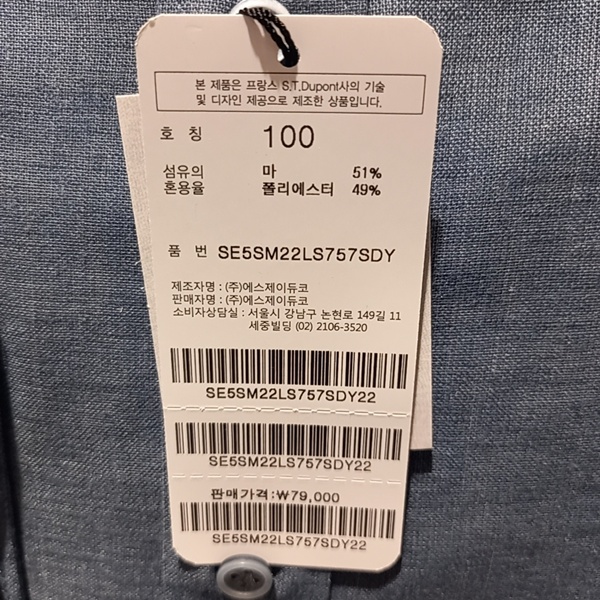 본 제품은 프랑스 S.T.Dupont사의 기술
및 디자인 제공으로 제조한 상품입니다.
호 칭 100
섬유의 마 51%
혼용율 폴리에스터 49%
품 번 SE5SM22LS757SDY
제조자명 : (주)에스제이듀코
판매자명 : (주)에스제이듀코
소비자상담실 : 서울시 강남구 논현로 149길 11
세중빌딩 (02) 2106-3520
SE5SM22LS757SDY22
SE5SM22LS757SDY22
판매가격:₩79,000
SE5SM22LS757SDY22